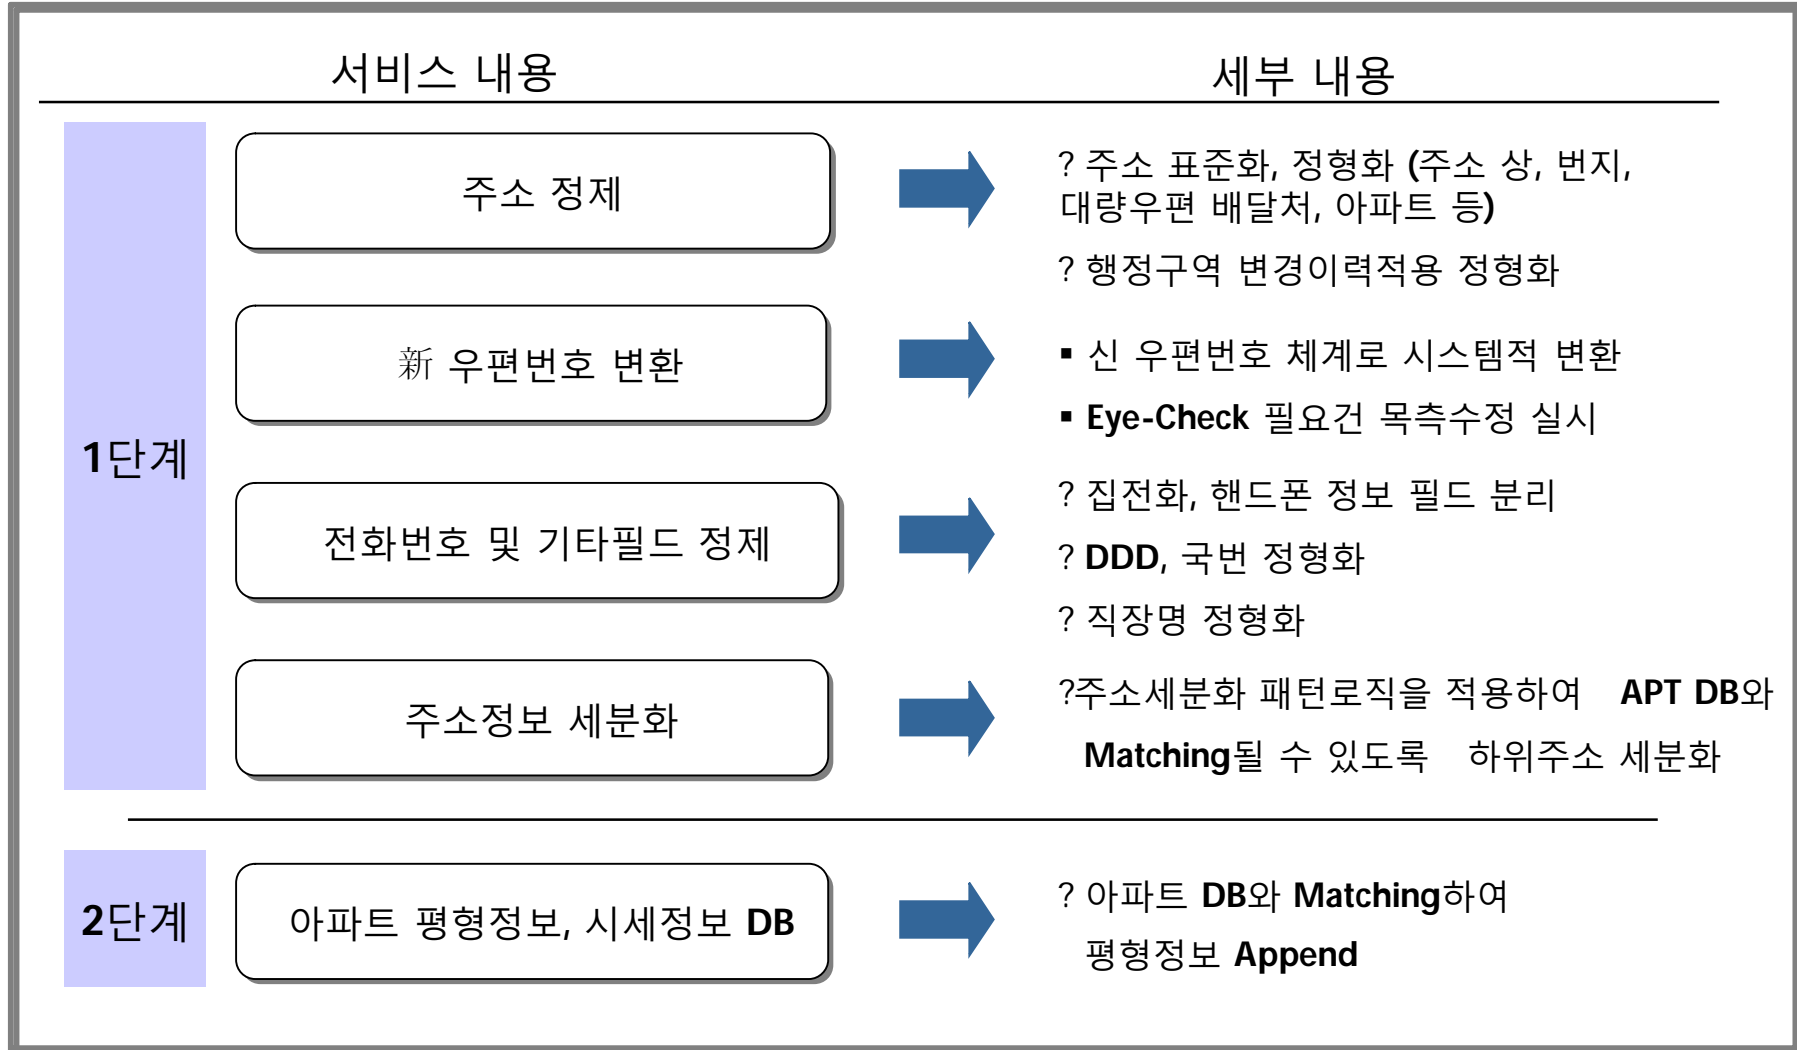 서비스 내용
세부 내용
1단계
주소 정제
? 주소 표준화, 정형화 (주소 상, 번지,
대량우편 배달처, 아파트 등)
? 행정구역 변경이력적용 정형화
新 우편번호 변환
▪ 신 우편번호 체계로 시스템적 변환
▪ Eye-Check 필요건 목측수정 실시
전화번호 및 기타필드 정제
? 집전화, 핸드폰 정보 필드 분리
? DDD, 국번 정형화
? 직장명 정형화
주소정보 세분화
?주소세분화 패턴로직을 적용하여 APT DB와
Matching될 수 있도록 하위주소 세분화
2단계
아파트 평형정보, 시세정보 DB
? 아파트 DB와 Matching하여
평형정보 Append